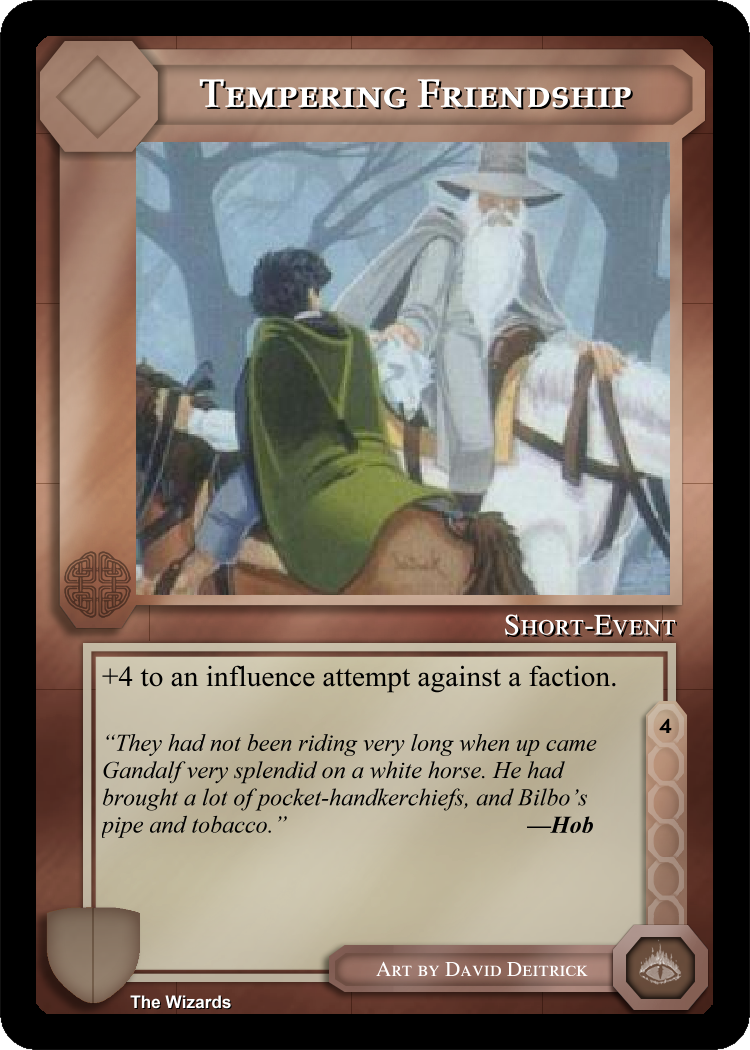 Tempering Friendship
Short-Event
+4 to an influence attempt against a faction.
4
“They had not been riding very long when up came
Gandalf very splendid on a white horse. He had
brought a lot of pocket-handkerchiefs, and Bilbo’s
pipe and tobacco.” —Hob
Art by David Deitrick
The Wizards